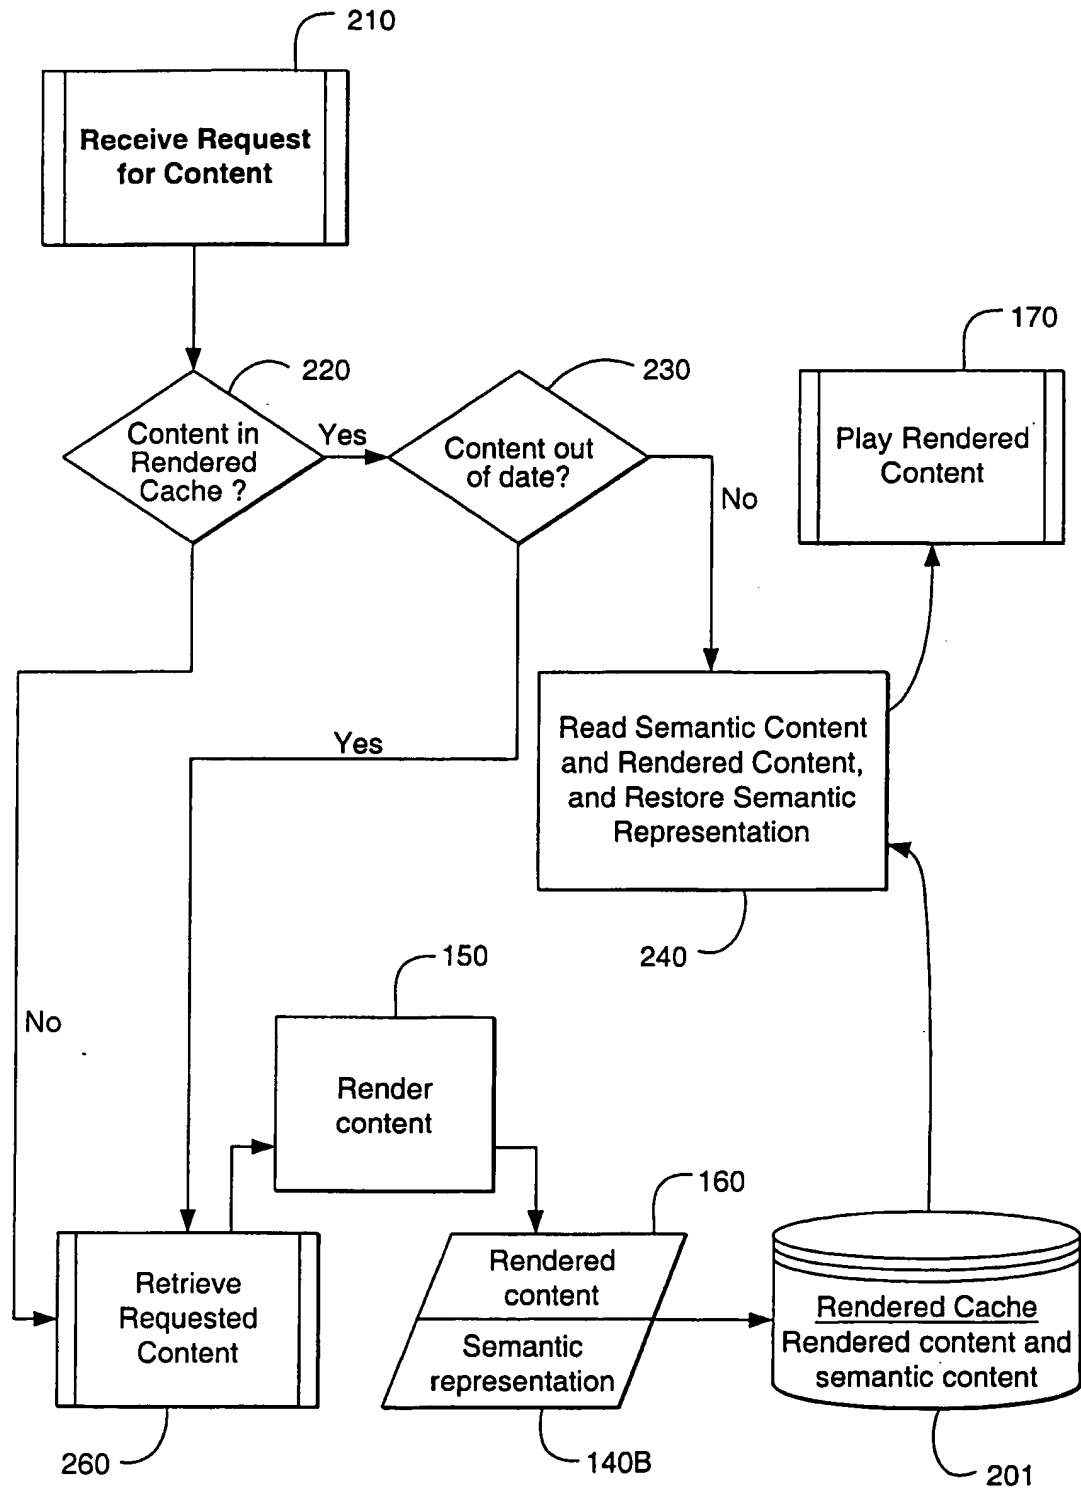 210
Receive Request
for Content
220
Content in
Rendered
Cache ?
Yes
230
Content out
of date?
No
170
Play Rendered
Content
Read Semantic Content
and Rendered Content,
and Restore Semantic
Representation
240
Yes
No
150
Render
content
Retrieve
Requested
Content
260
160
Rendered
content
Semantic
representation
140B
Rendered Cache
Rendered content and
semantic content
201